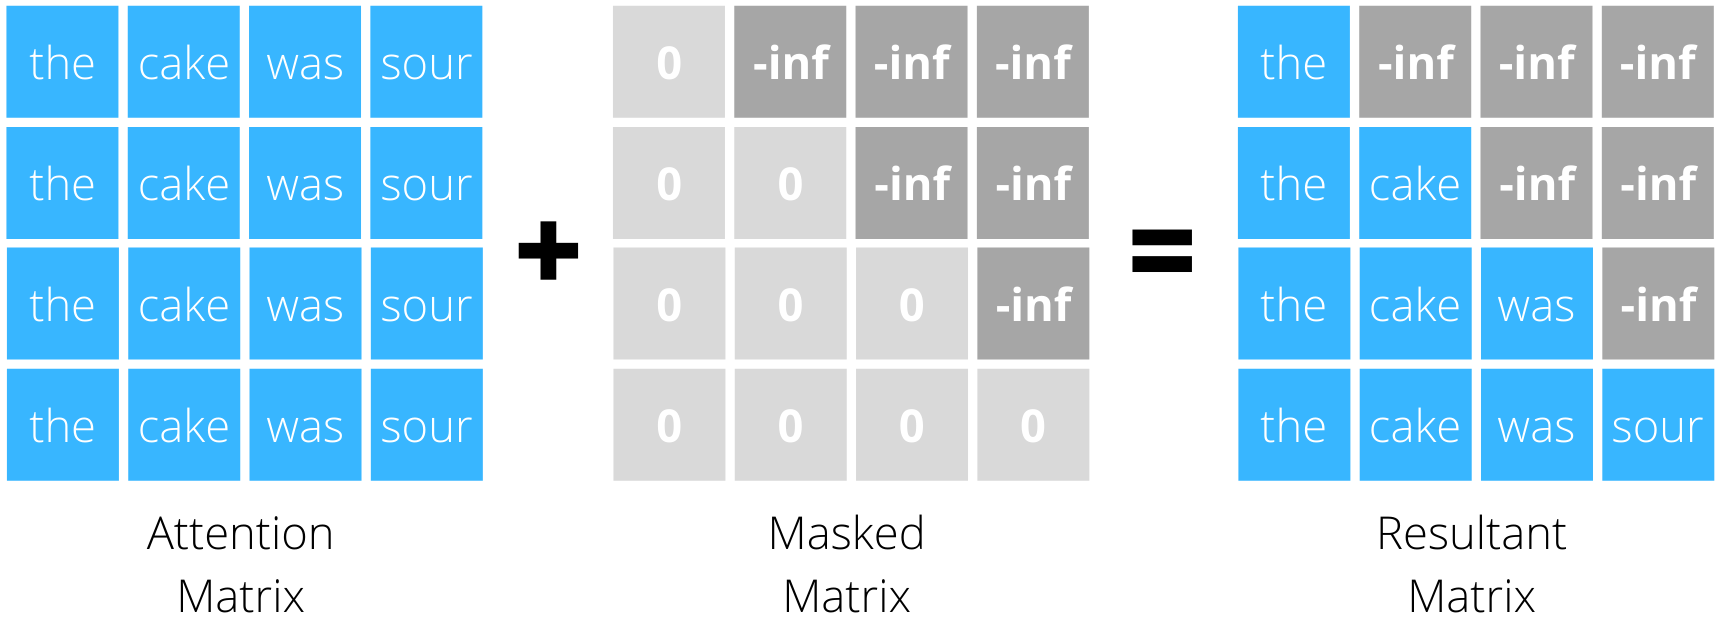 the cake was sour 0 -inf -inf -inf the -inf -inf -inf
the cake was sour 0 0 -inf -inf the cake -inf -inf
+ =
the cake was sour 0 0 0 -inf the cake was -inf
the cake was sour 0 0 0 0 the cake was sour
Attention Masked Resultant
Matrix Matrix Matrix